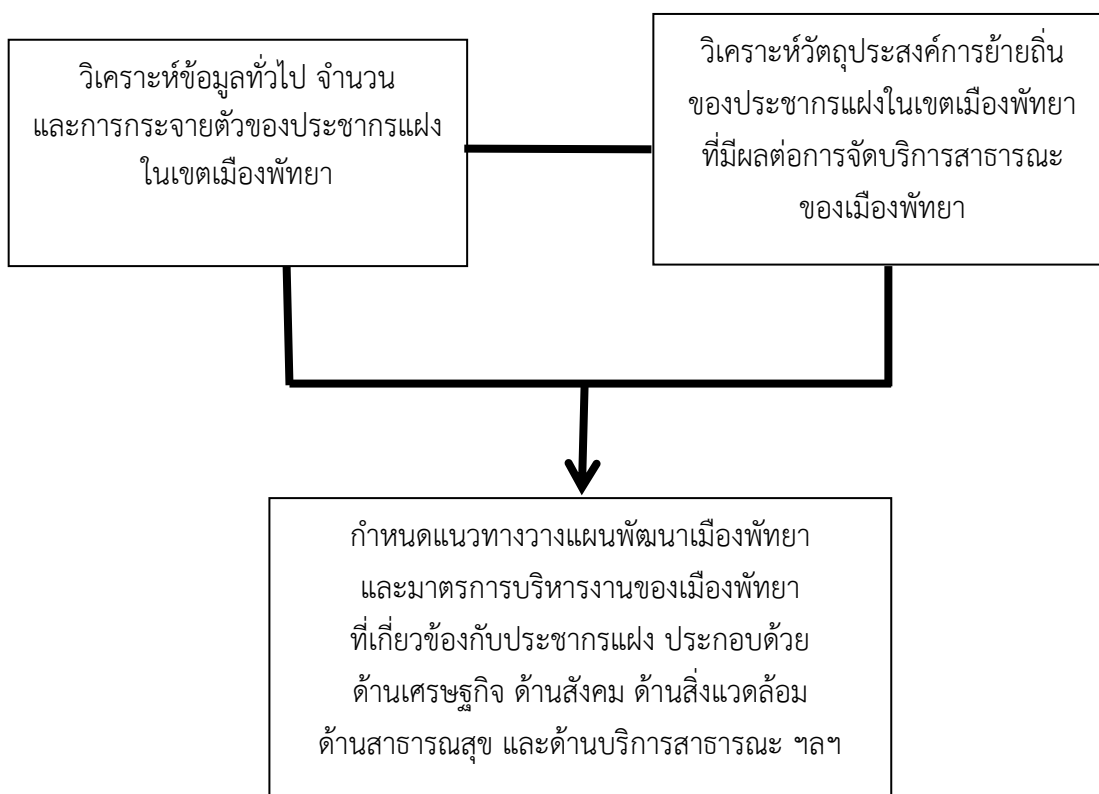 วิเคราะห์ข้อมูลทั่วไป จำนวน
และการกระจายตัวของประชากรแฝง
ในเขตเมืองพัทยา
วิเคราะห์วัตถุประสงค์การย้ายถิ่น
ของประชากรแฝงในเขตเมืองพัทยา
ที่มีผลต่อการจัดบริการสาธารณะ
ของเมืองพัทยา
กำหนดแนวทางวางแผนพัฒนาเมืองพัทยา
และมาตรการบริหารงานของเมืองพัทยา
ที่เกี่ยวข้องกับประชากรแฝง ประกอบด้วย
ด้านเศรษฐกิจ ด้านสังคม ด้านสิ่งแวดล้อม
ด้านสาธารณสุข และด้านบริการสาธารณะ ฯลฯ